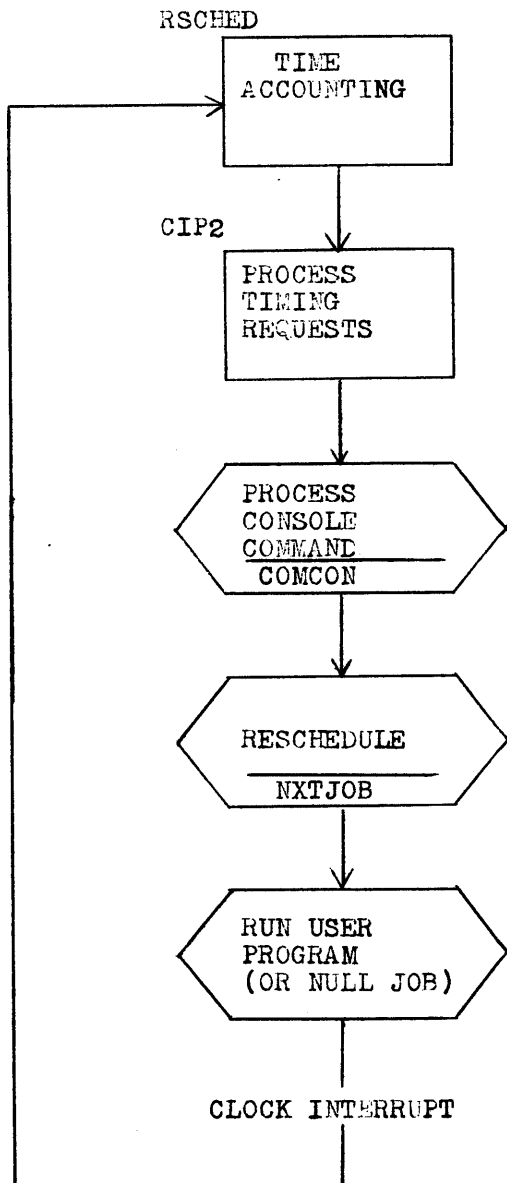 RSCHED
TIME
ACCOUNTING
CIP2
PROCESS
TIMING
REQUESTS
PROCESS
CONSOLE
COMMAND
COMCON
RESCHEDULE
NXTJOB
RUN USER
PROGRAM
(OR NULL JOB)
CLOCK INTERRUPT